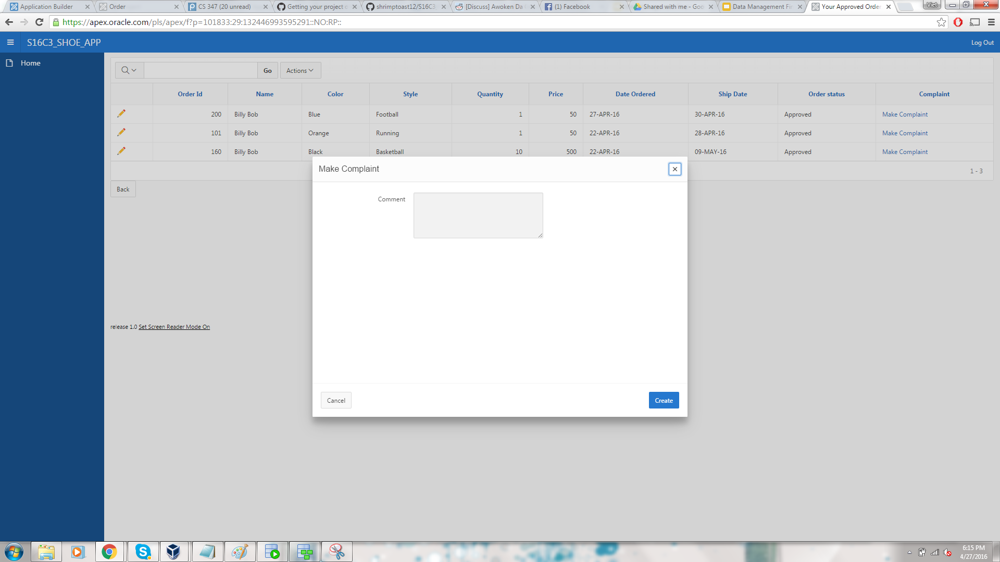 Application Builder
Order
CS 347 (20 unread)
Getting your project o
shrimptoast12/S16C3
[Discuss] Awoken Da
(1) Facebook
Shared with me - Goo
Data Management Fi
Your Approved Order
Viet
https://apex.oracle.com/pls/apex/f?p=101833:29:132446993595291::NO:RP::
S16C3_SHOE_APP
Log Out
Home
Go
Actions
Order Id Name Color Style Quantity Price Date Ordered Ship Date Order status Complaint
200 Billy Bob Blue Football 1 50 27-APR-16 30-APR-16 Approved Make Complaint
101 Billy Bob Orange Running 1 50 22-APR-16 28-APR-16 Approved Make Complaint
160 Billy Bob Black Basketball 10 500 22-APR-16 09-MAY-16 Approved Make Complaint
1 - 3
Back
Make Complaint
Comment
Cancel
Create
release 1.0 Set Screen Reader Mode On
6:15 PM
4/27/2016